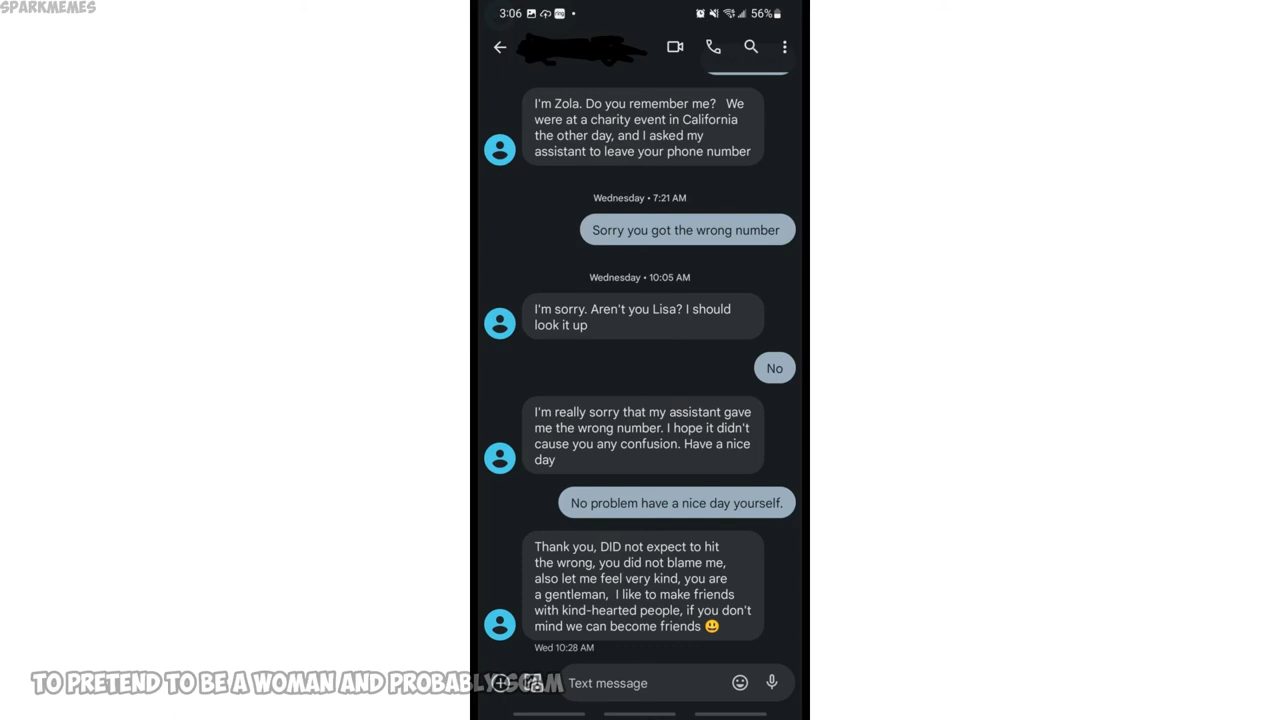 SPARKMEMES
3:06
56%
I'm Zola. Do you remember me? We
were at a charity event in California
the other day, and I asked my
assistant to leave your phone number
Wednesday • 7:21 AM
Sorry you got the wrong number
Wednesday • 10:05 AM
I'm sorry. Aren't you Lisa? I should
look it up
No
I'm really sorry that my assistant gave
me the wrong number. I hope it didn't
cause you any confusion. Have a nice
day
No problem have a nice day yourself.
Thank you, DID not expect to hit
the wrong, you did not blame me,
also let me feel very kind, you are
a gentleman, I like to make friends
with kind-hearted people, if you don't
mind we can become friends 😃
Wed 10:28 AM
Text message
TO PRETEND TO BE A WOMAN AND PROBABLY SCAM